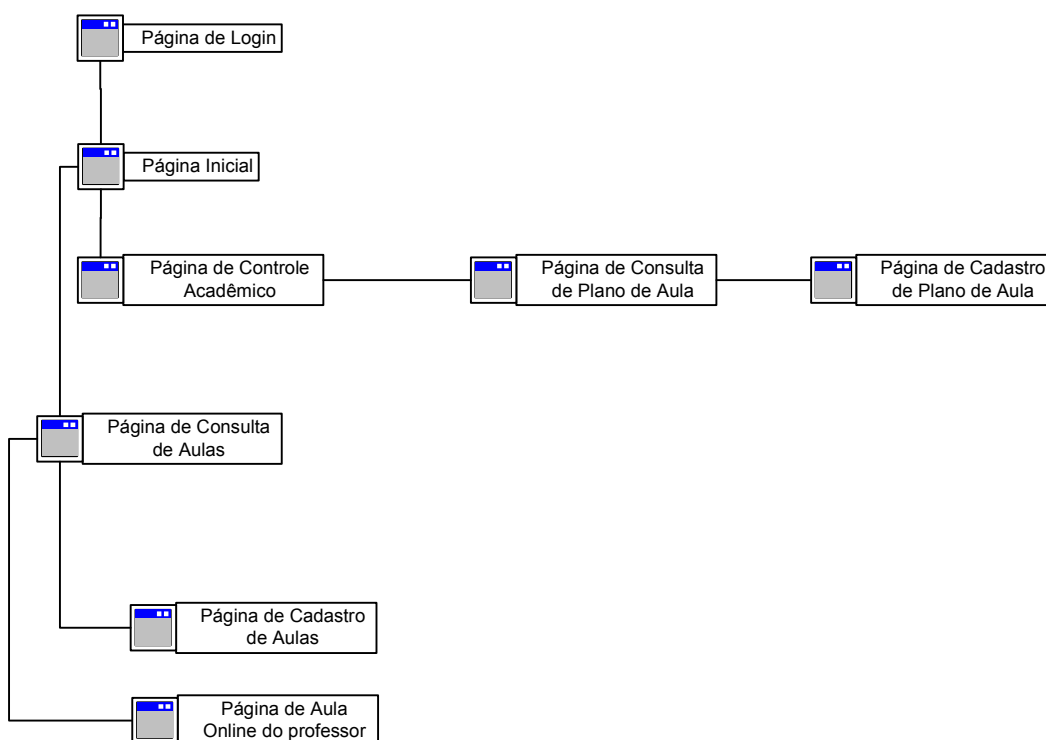 Página de Login
Página Inicial
Página de Controle
Acadêmico
Página de Consulta
de Plano de Aula
Página de Cadastro
de Plano de Aula
Página de Consulta
de Aulas
Página de Cadastro
de Aulas
Página de Aula
Online do professor